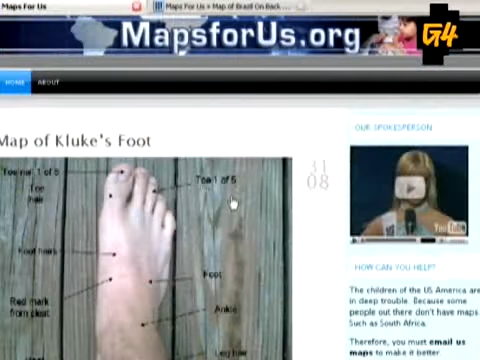 Maps For Us
Maps For Us » Map of Brazil On Back...
MapsforUs.org
G4
HOME
ABOUT
Map of Kluke's Foot
31
08
Toe nail 1 of 5
Toe 1 of 5
Toe
hair
Foot hairs
Foot
Red mark
from cleat
Ankle
Leg hair
OUR SPOKESPERSON
YouTube
HOW CAN YOU HELP?
The children of the US America are
in deep trouble. Because some
people out there don't have maps.
Such as South Africa.
Therefore, you must email us
maps to make it better